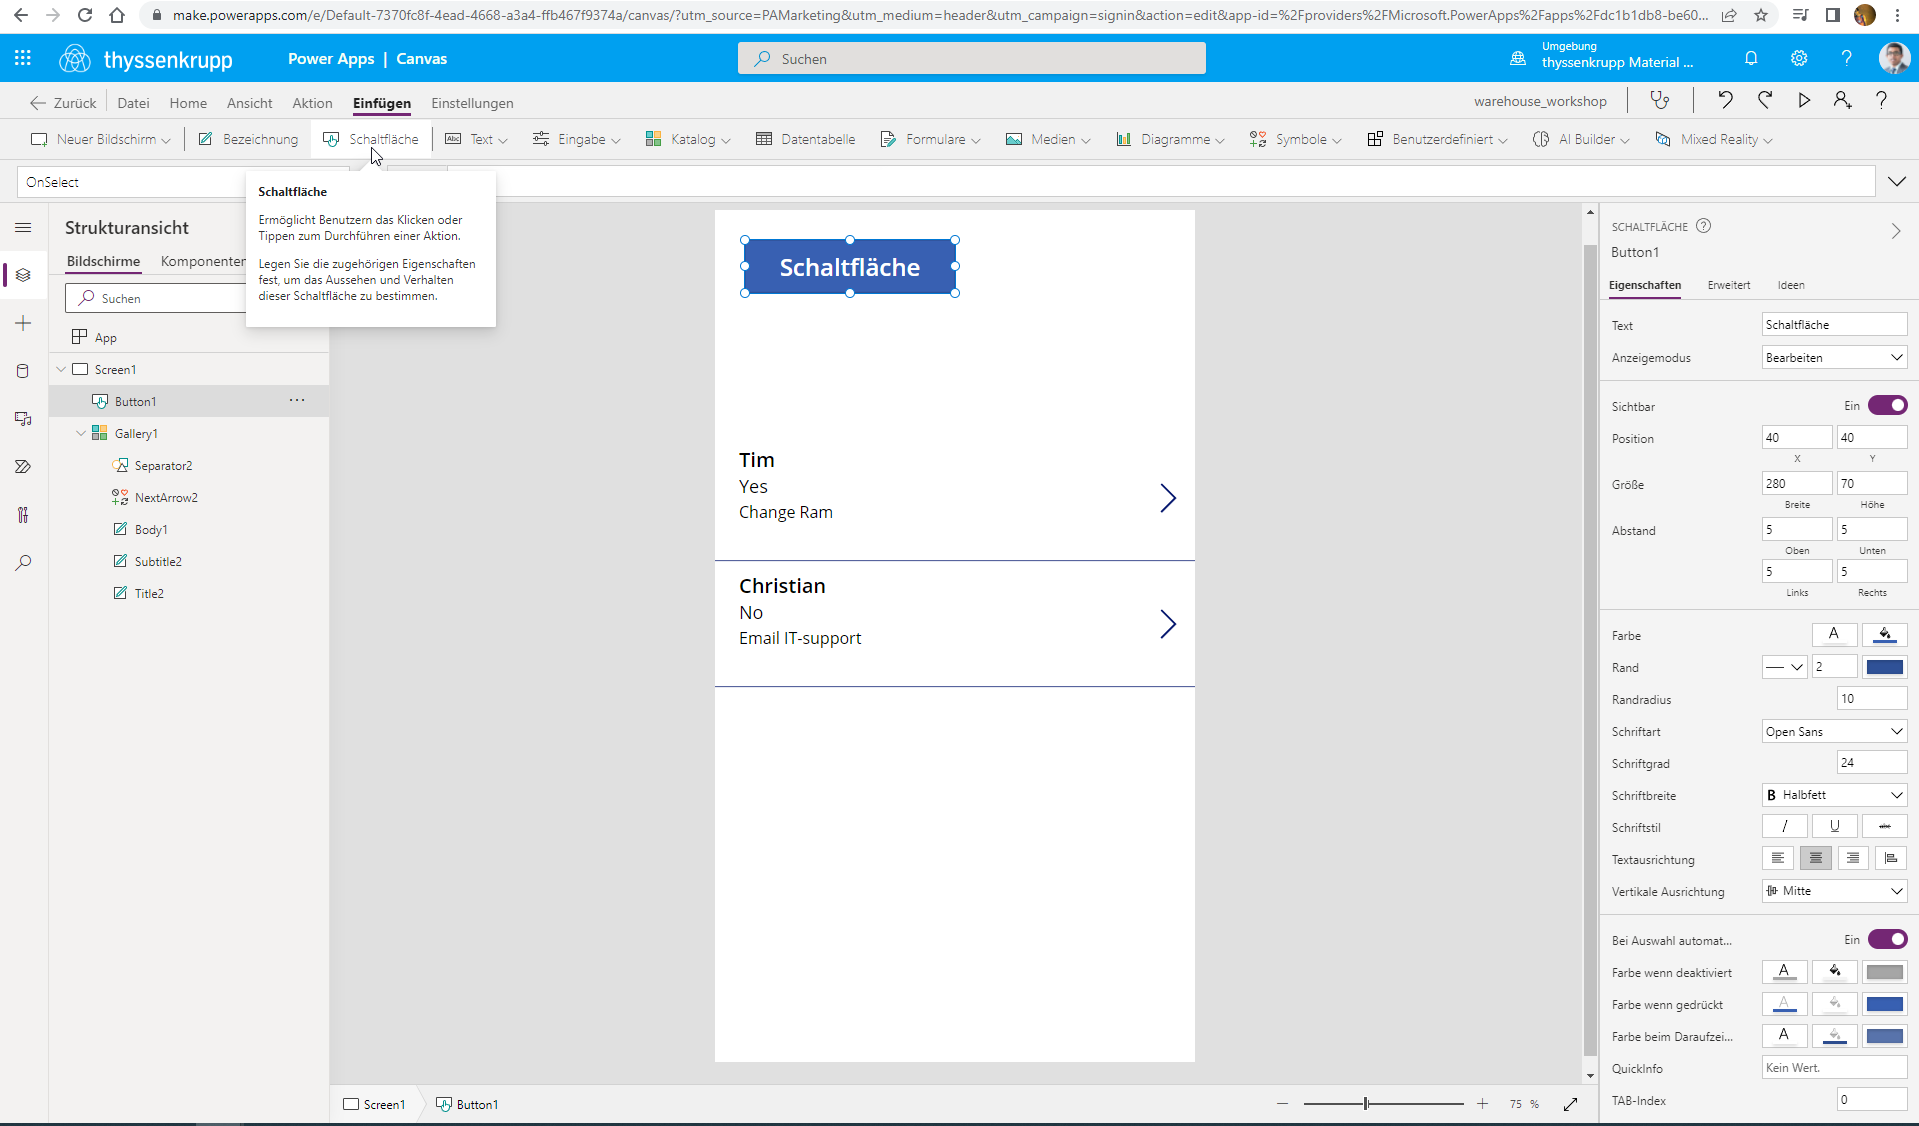 make.powerapps.com/e/Default-7370fc8f-4ead-4668-a3a4-ffb467f9374a/canvas/?utm_source=PAMarketing&utm_medium=header&utm_campaign=signin&action=edit&app-id=%2Fproviders%2FMicrosoft.PowerApps%2Fapps%2Fdc1b1db8-be60...
thyssenkrupp
Power Apps | Canvas
Suchen
Umgebung
thyssenkrupp Material ...
Zurück Datei Home Ansicht Aktion Einfügen Einstellungen
warehouse_workshop
Neuer Bildschirm Bezeichnung Schaltfläche Text Eingabe Katalog Datentabelle Formulare Medien Diagramme Symbole Benutzerdefiniert AI Builder Mixed Reality
OnSelect
Schaltfläche
Ermöglicht Benutzern das Klicken oder
Tippen zum Durchführen einer Aktion.
Legen Sie die zugehörigen Eigenschaften
fest, um das Aussehen und Verhalten
dieser Schaltfläche zu bestimmen.
Strukturansicht
Bildschirme Komponenten
Suchen
App
Screen1
Button1 ...
Gallery1
Separator2
NextArrow2
Body1
Subtitle2
Title2
Schaltfläche
Tim
Yes
Change Ram
Christian
No
Email IT-support
Screen1 Button1
75 %
SCHALTFLÄCHE
Button1
Eigenschaften Erweitert Ideen
Text Schaltfläche
Anzeigemodus Bearbeiten
Sichtbar Ein
Position 40 40
X Y
Größe 280 70
Breite Höhe
Abstand 5 5
Oben Unten
5 5
Links Rechts
Farbe A
Rand 2
Randradius 10
Schriftart Open Sans
Schriftgrad 24
Schriftbreite B Halbfett
Schriftstil / U abc
Textausrichtung
Vertikale Ausrichtung Mitte
Bei Auswahl automat... Ein
Farbe wenn deaktiviert A
Farbe wenn gedrückt A
Farbe beim Daraufzei... A
QuickInfo Kein Wert.
TAB-Index 0